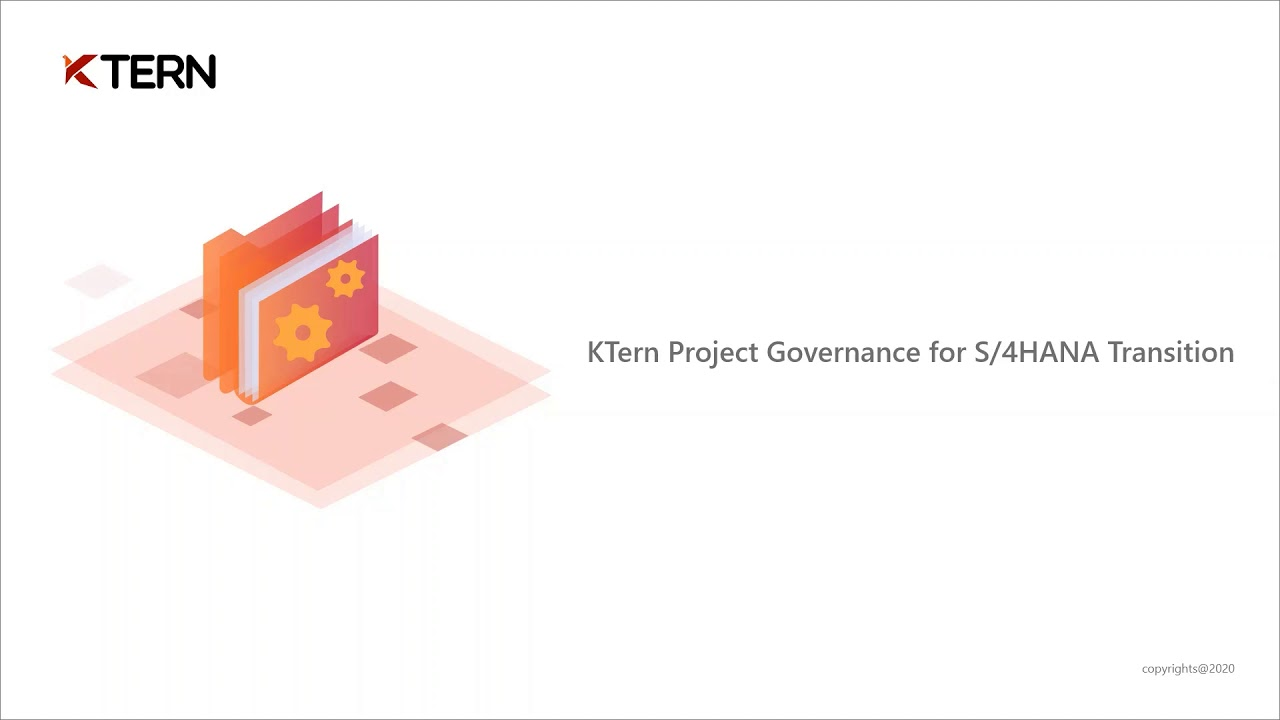 KTERN
KTern Project Governance for S/4HANA Transition
copyrights@2020